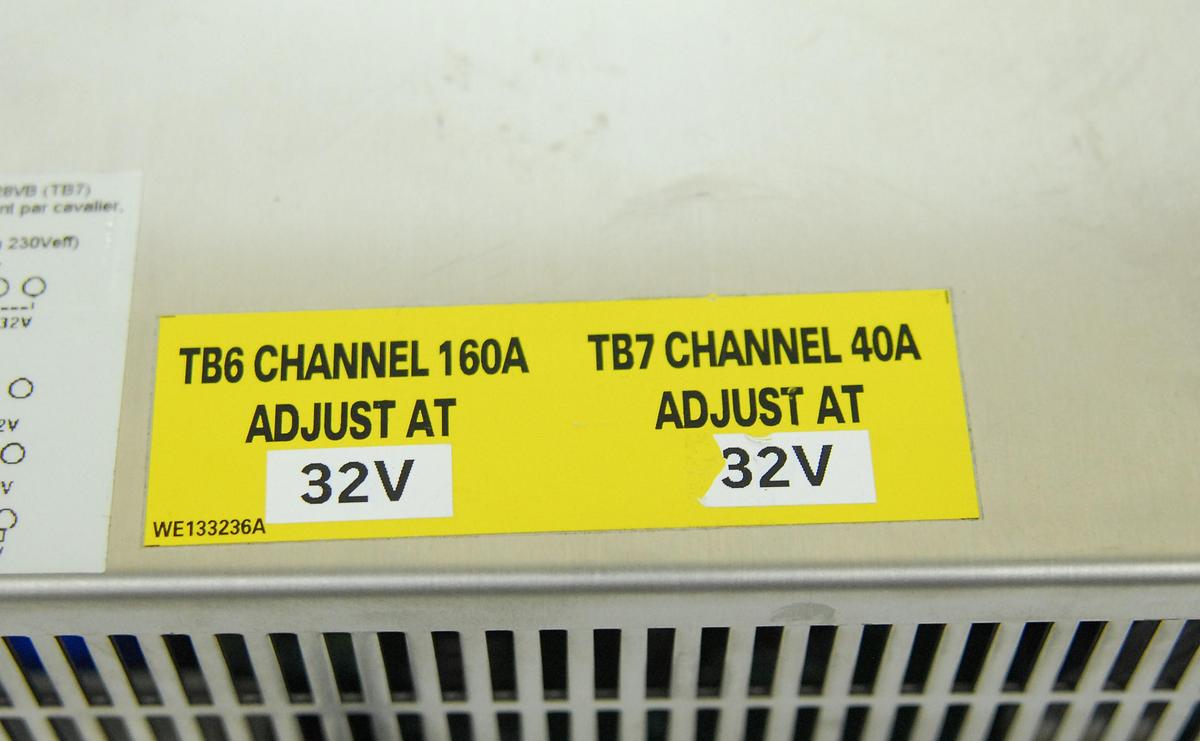 28VB (TB7)
nt par cavalier,
230Veff)
32V
2V
V
TB6 CHANNEL 160A
ADJUST AT
32V
WE133236A
TB7 CHANNEL 40A
ADJUST AT
32V